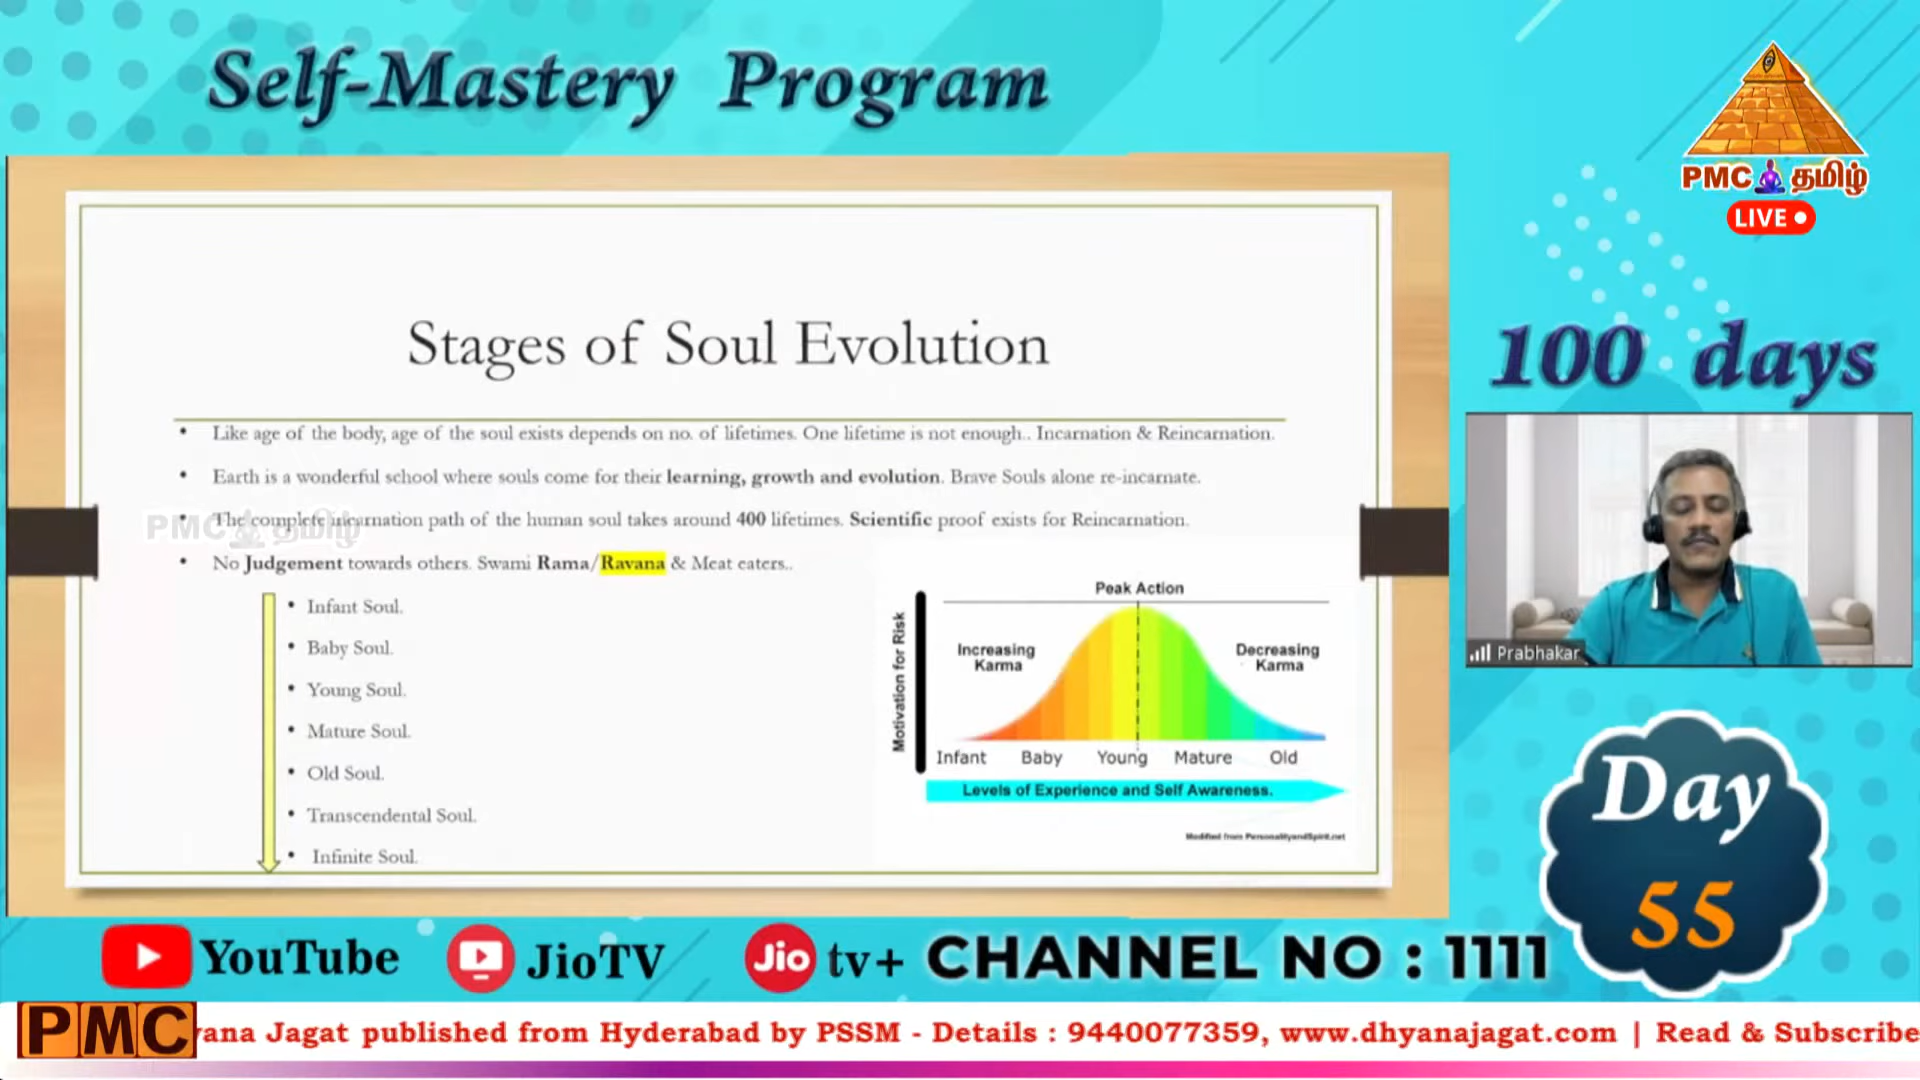 Self-Mastery Program
PMC தமிழ்
LIVE
Stages of Soul Evolution
• Like age of the body, age of the soul exists depends on no. of lifetimes. One lifetime is not enough.. Incarnation & Reincarnation.
• Earth is a wonderful school where souls come for their learning, growth and evolution. Brave Souls alone re-incarnate.
• The complete incarnation path of the human soul takes around 400 lifetimes. Scientific proof exists for Reincarnation.
PMC தமிழ்
• No Judgement towards others. Swami Rama/Ravana & Meat eaters..
• Infant Soul.
• Baby Soul.
• Young Soul.
• Mature Soul.
• Old Soul.
• Transcendental Soul.
• Infinite Soul.
Peak Action
Motivation for Risk
Increasing
Karma
Decreasing
Karma
Infant Baby Young Mature Old
Levels of Experience and Self Awareness.
Modified from PersonalityandSpirit.net
100 days
Prabhakar
Day
55
YouTube JioTV Jio tv+ CHANNEL NO : 1111
PMC yana Jagat published from Hyderabad by PSSM - Details : 9440077359, www.dhyanajagat.com | Read & Subscribe